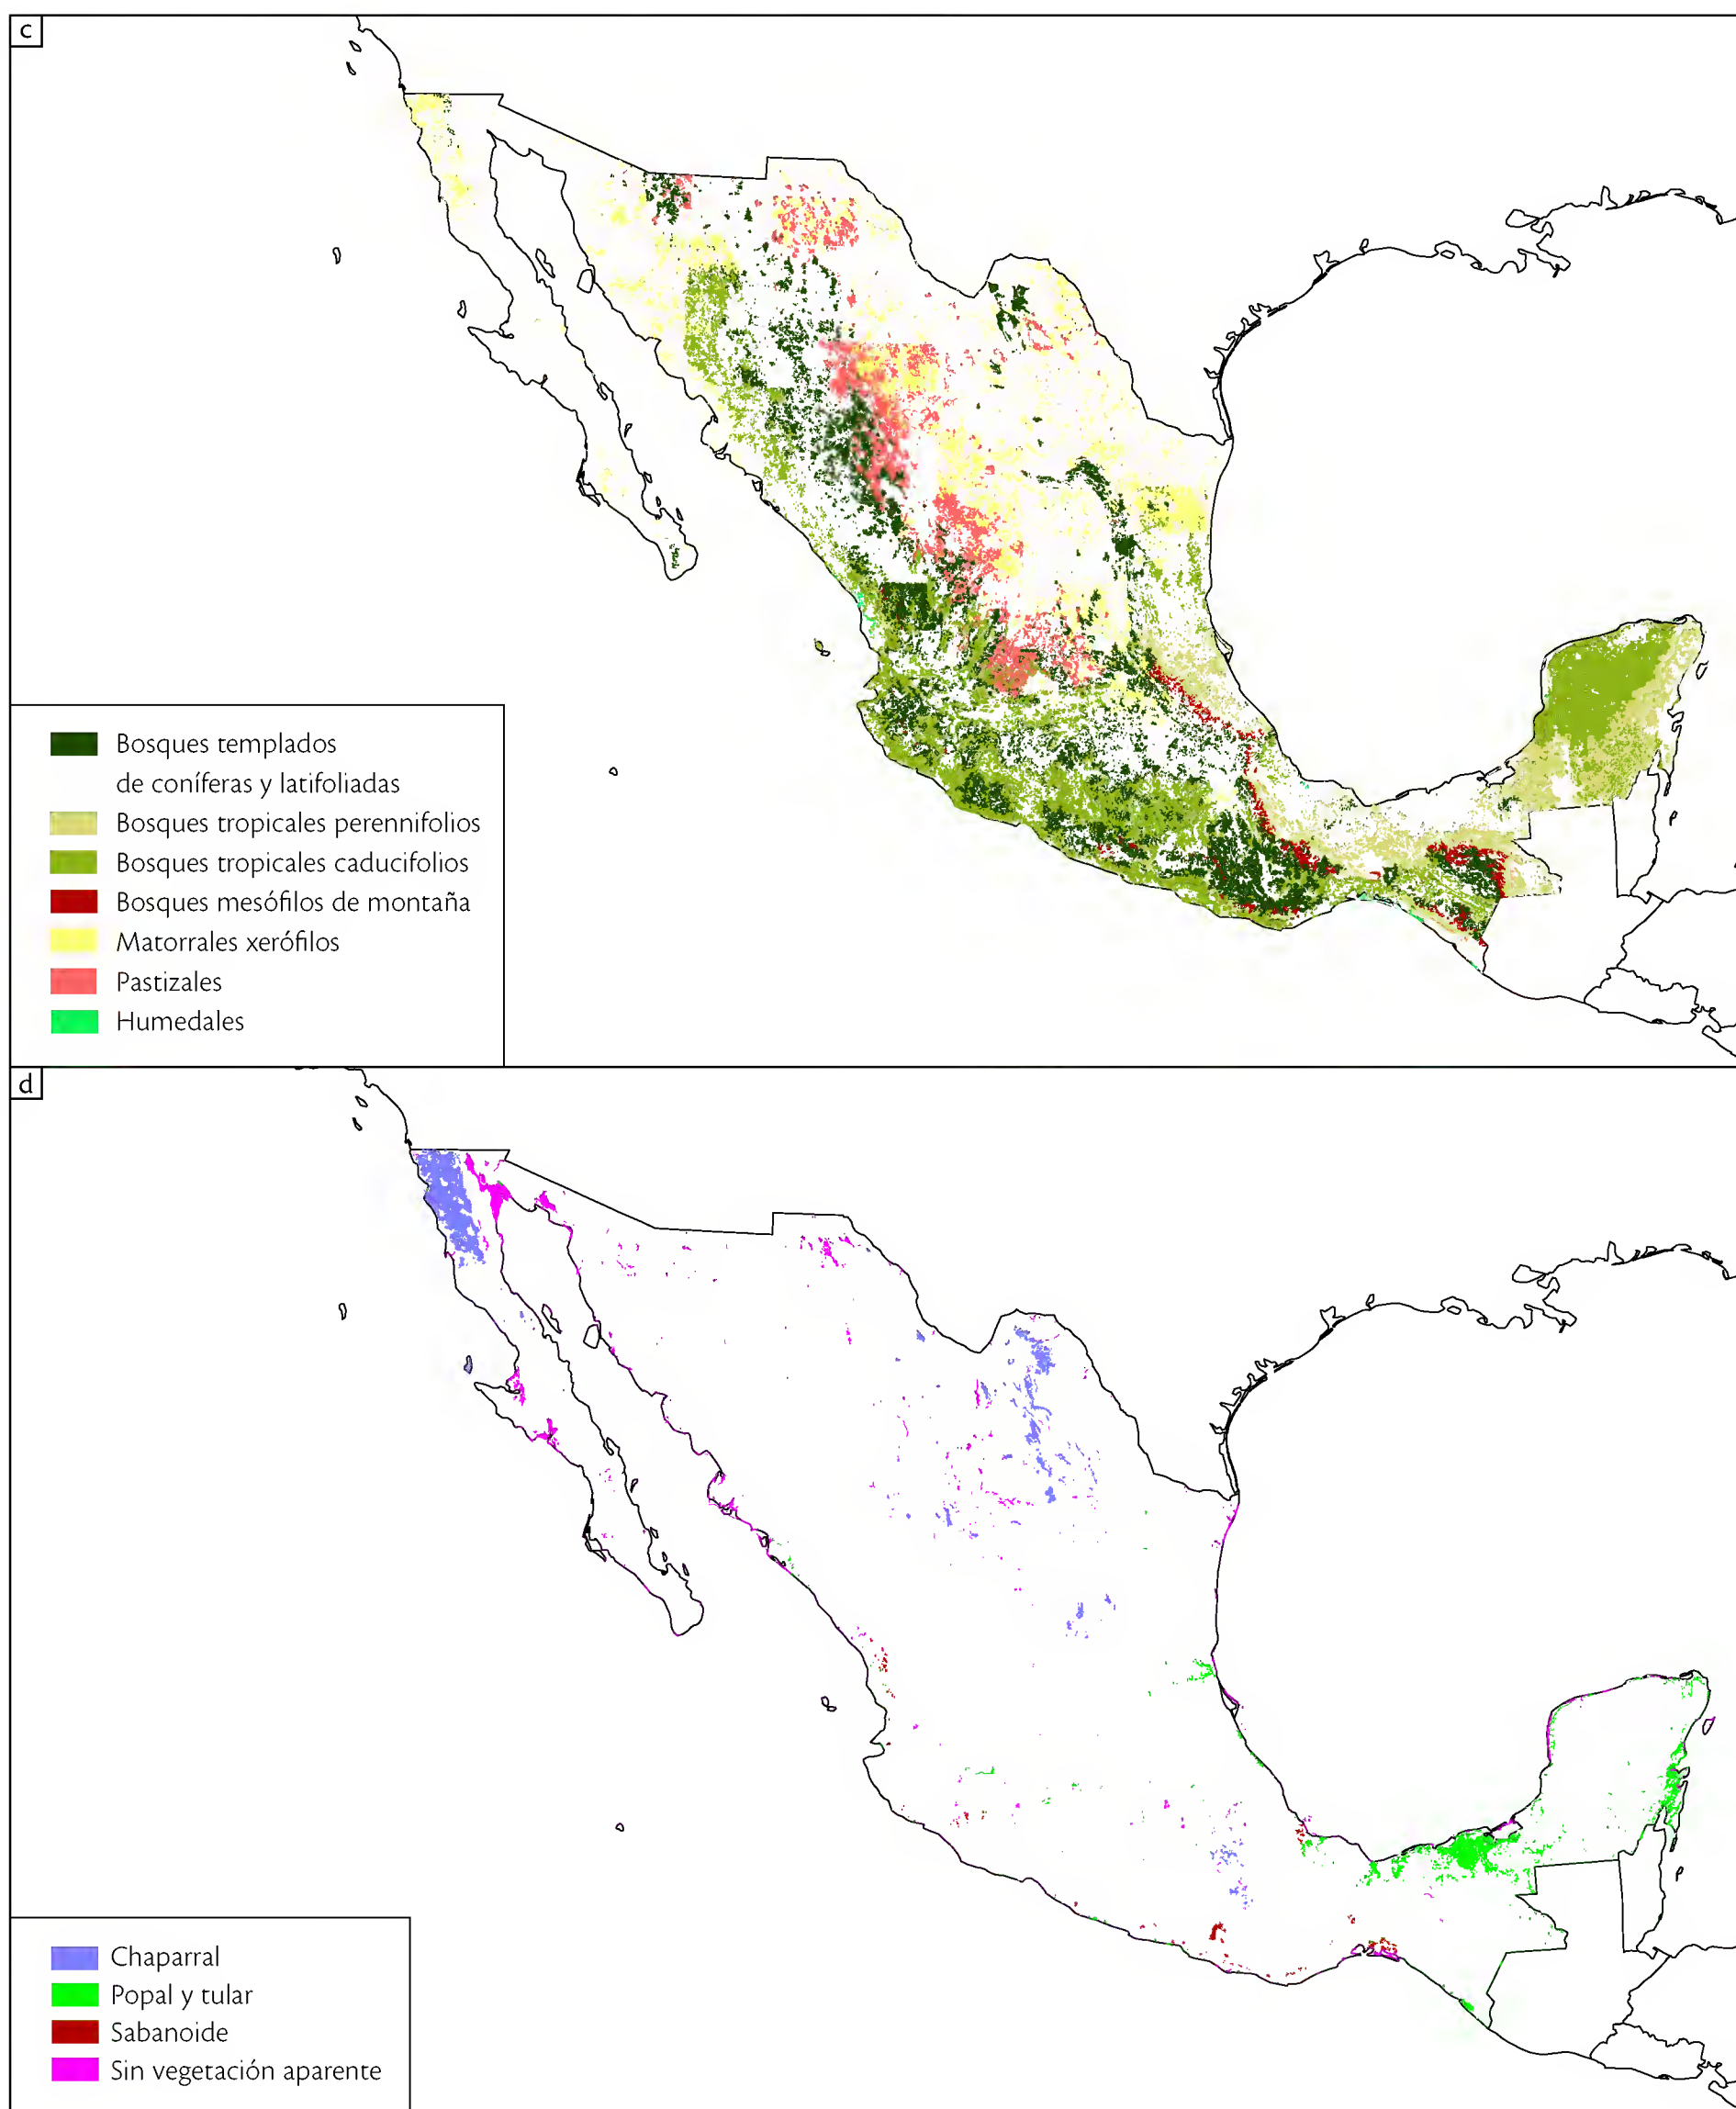 c
Bosques templados
de coníferas y latifoliadas
Bosques tropicales perennifolios
Bosques tropicales caducifolios
Bosques mesófilos de montaña
Matorrales xerófilos
Pastizales
Humedales
d
Chaparral
Popal y tular
Sabanoide
Sin vegetación aparente